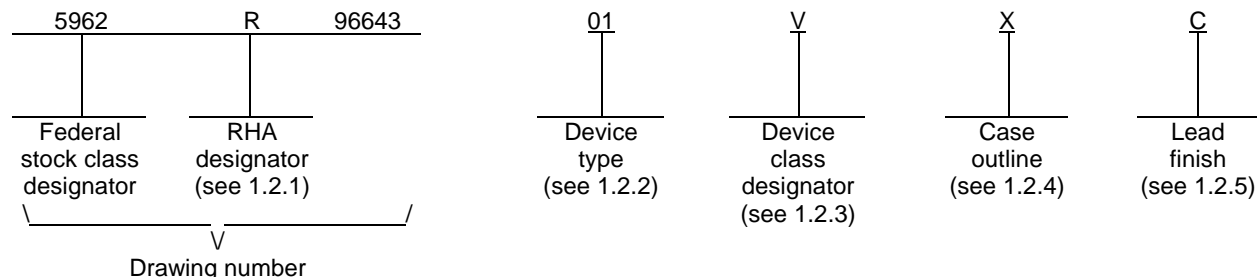 5962 R 96643 01 V X C
Federal stock class designator
RHA designator (see 1.2.1)
Device type (see 1.2.2)
Device class designator (see 1.2.3)
Case outline (see 1.2.4)
Lead finish (see 1.2.5)
Drawing number